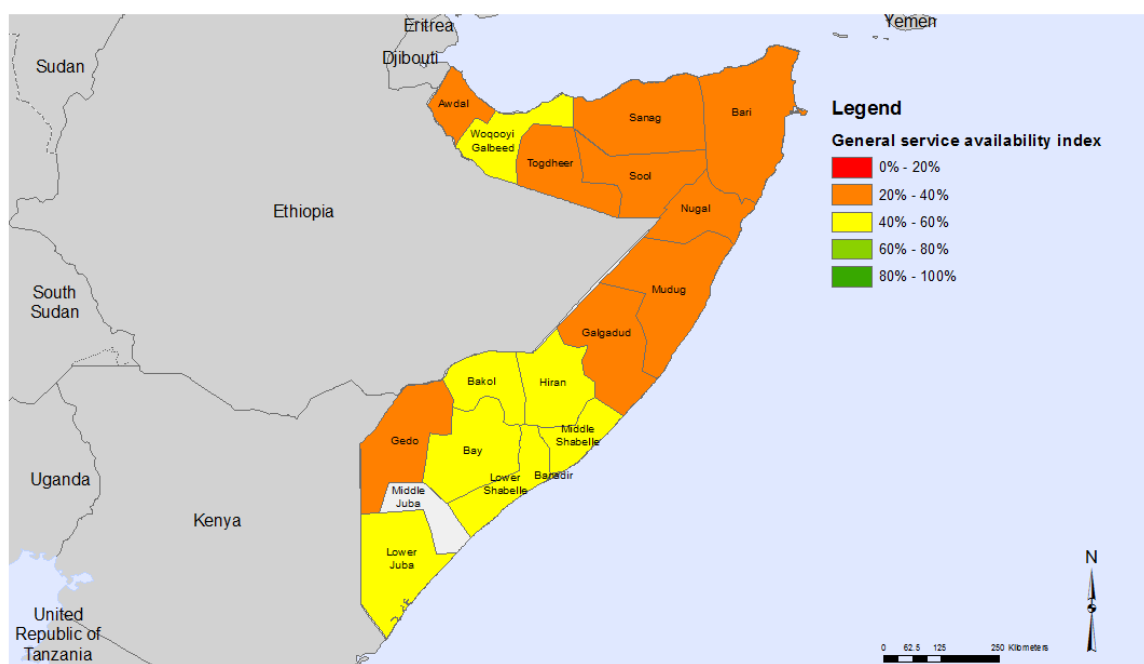 Eritrea
Yemen
Djibouti
Sudan
Awdal
Woqooyi
Galbeed
Togdheer
Sanag
Bari
Sool
Nugal
Ethiopia
Mudug
Galgadud
South
Sudan
Bakol
Hiran
Middle
Shabelle
Gedo
Bay
Banadir
Lower
Shabelle
Middle
Juba
Uganda
Kenya
Lower
Juba
United
Republic of
Tanzania
Legend
General service availability index
0% - 20%
20% - 40%
40% - 60%
60% - 80%
80% - 100%
N
0 62.5 125 250 Kilometers